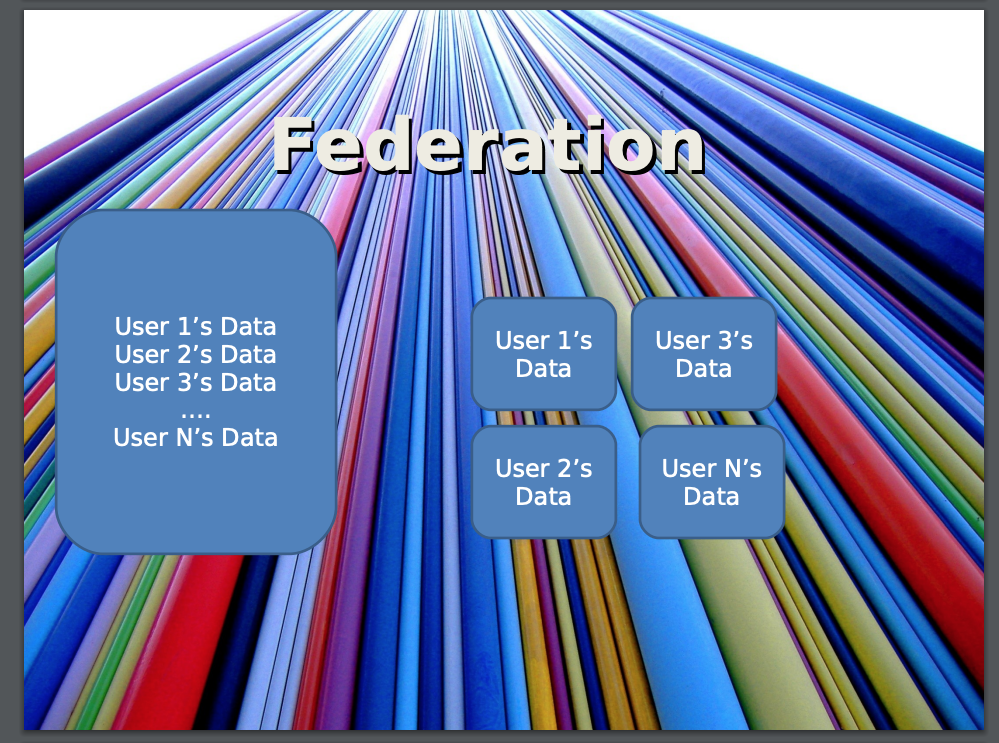 Federation
User 1’s Data
User 2’s Data
User 3’s Data
....
User N’s Data
User 1’s
Data
User 3’s
Data
User 2’s
Data
User N’s
Data